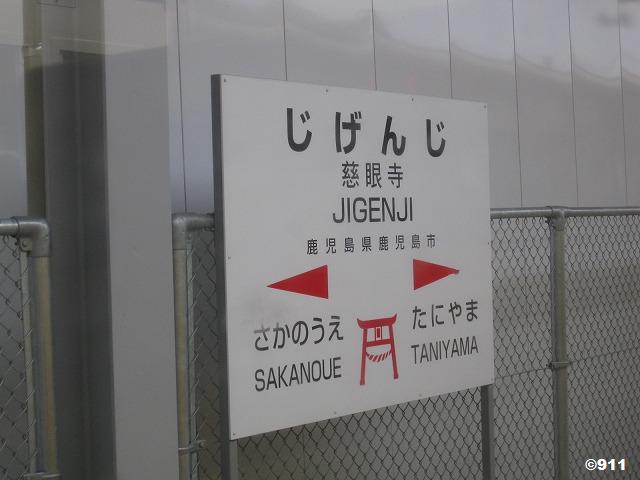 じげんじ
慈眼寺
JIGENJI
鹿児島県鹿児島市
さかのうえ たにやま
SAKANOUE TANIYAMA
©911